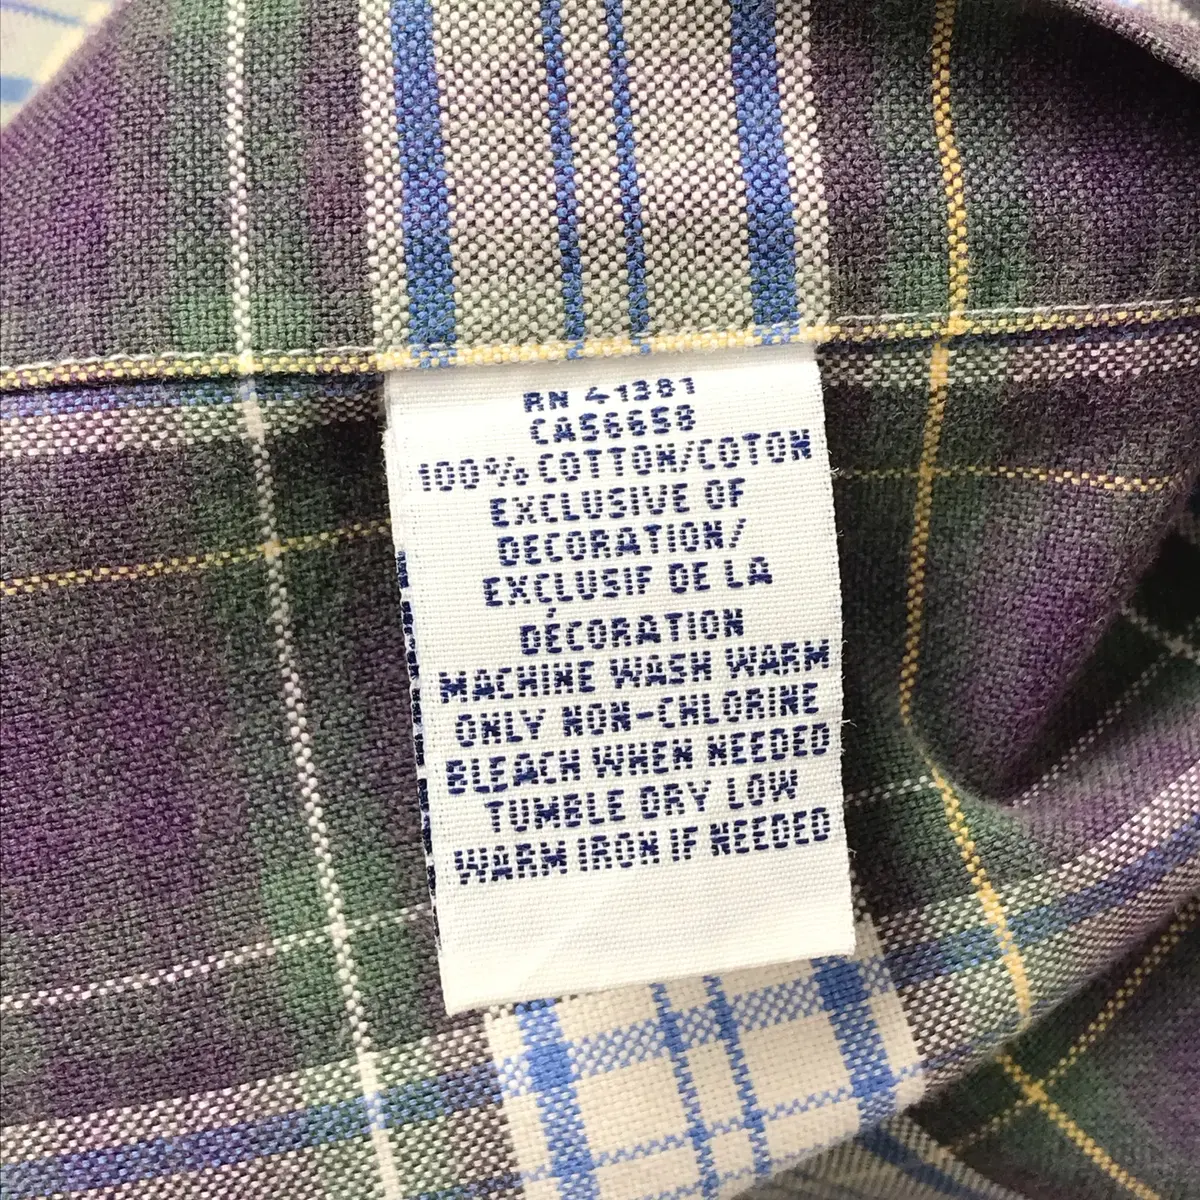 RN 41381
CA56658
100% COTTON/COTON
EXCLUSIVE OF
DECORATION/
EXCLUSIF DE LA
DÉCORATION
MACHINE WASH WARM
ONLY NON-CHLORINE
BLEACH WHEN NEEDED
TUMBLE DRY LOW
WARM IRON IF NEEDED